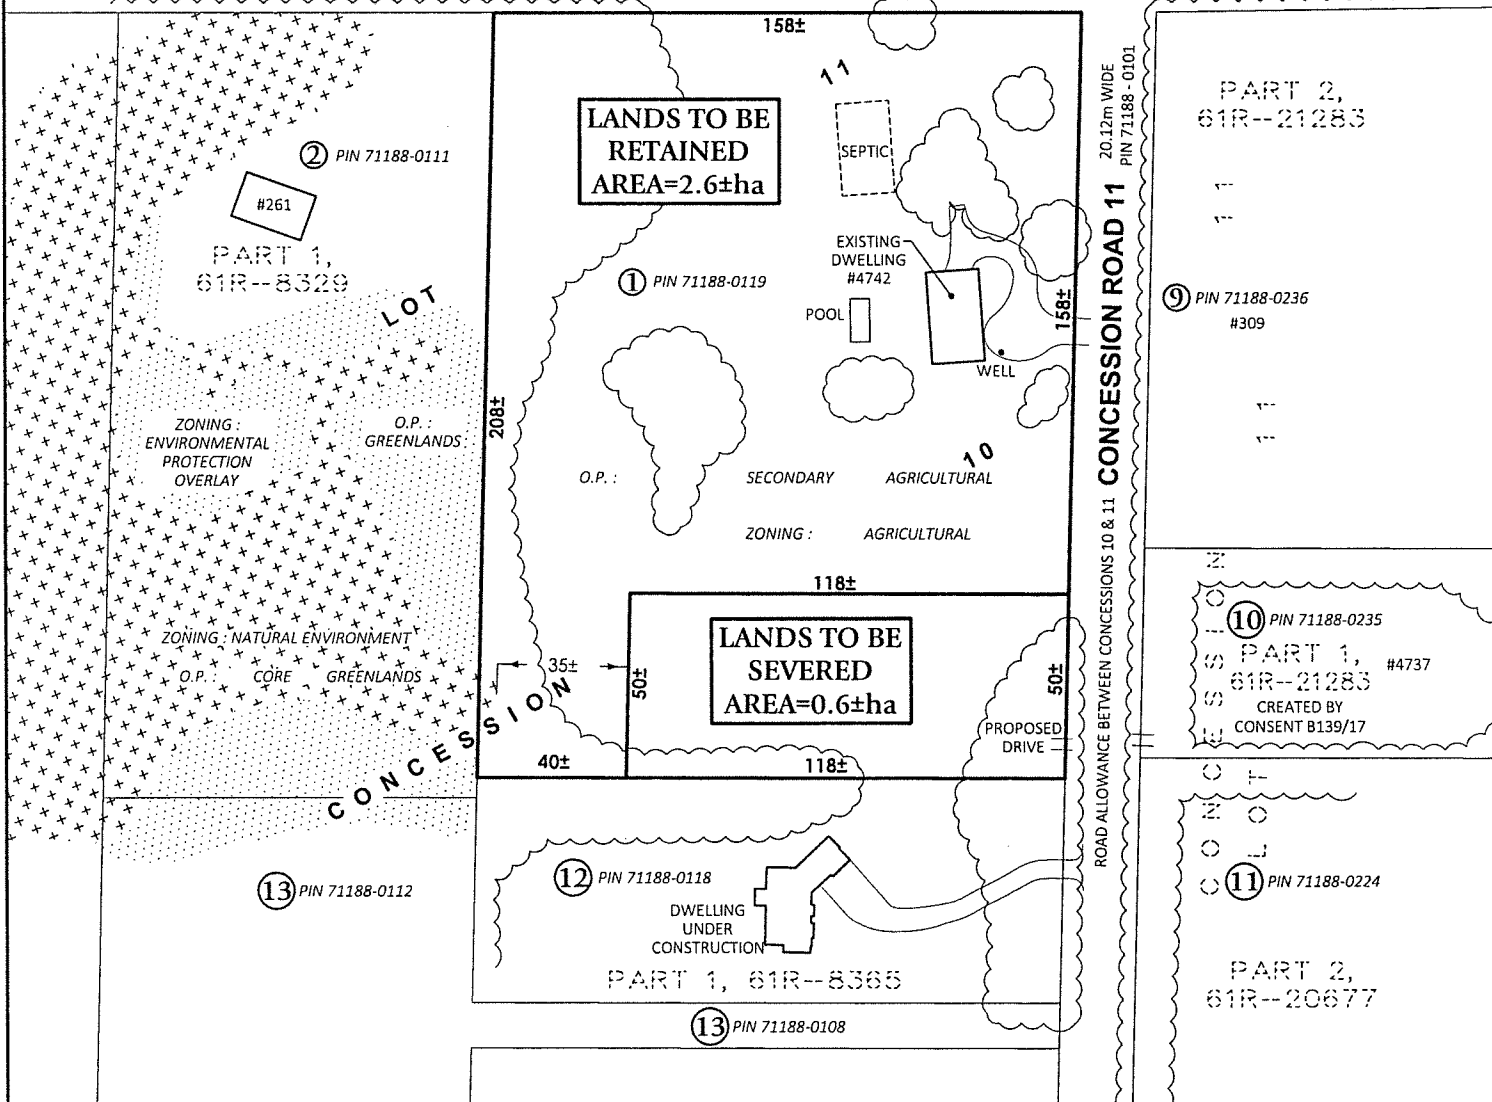 158±
LANDS TO BE
RETAINED
AREA=2.6±ha
11
SEPTIC
② PIN 71188-0111
#261
PART 1,
61R--8329
LOT
① PIN 71188-0119
EXISTING
DWELLING
#4742
POOL
WELL
158±
208±
ZONING :
ENVIRONMENTAL
PROTECTION
OVERLAY
O.P. :
GREENLANDS
10
O.P. : SECONDARY AGRICULTURAL
ZONING : AGRICULTURAL
118±
LANDS TO BE
SEVERED
AREA=0.6±ha
50±
50±
35±
ZONING : NATURAL ENVIRONMENT
O.P. : CORE GREENLANDS
CONCESSION
40±
118±
PROPOSED
DRIVE
⑬ PIN 71188-0112
⑫ PIN 71188-0118
DWELLING
UNDER
CONSTRUCTION
PART 1, 61R--8365
⑬ PIN 71188-0108
ROAD ALLOWANCE BETWEEN CONCESSIONS 10 & 11 CONCESSION ROAD 11
20.12m WIDE
PIN 71188 - 0101
PART 2,
61R--21283
⑨ PIN 71188-0236
#309
⑩ PIN 71188-0235
PART 1,
61R--21283
#4737
CREATED BY
CONSENT B139/17
CONCESSION
LOT
⑪ PIN 71188-0224
PART 2,
61R--20677